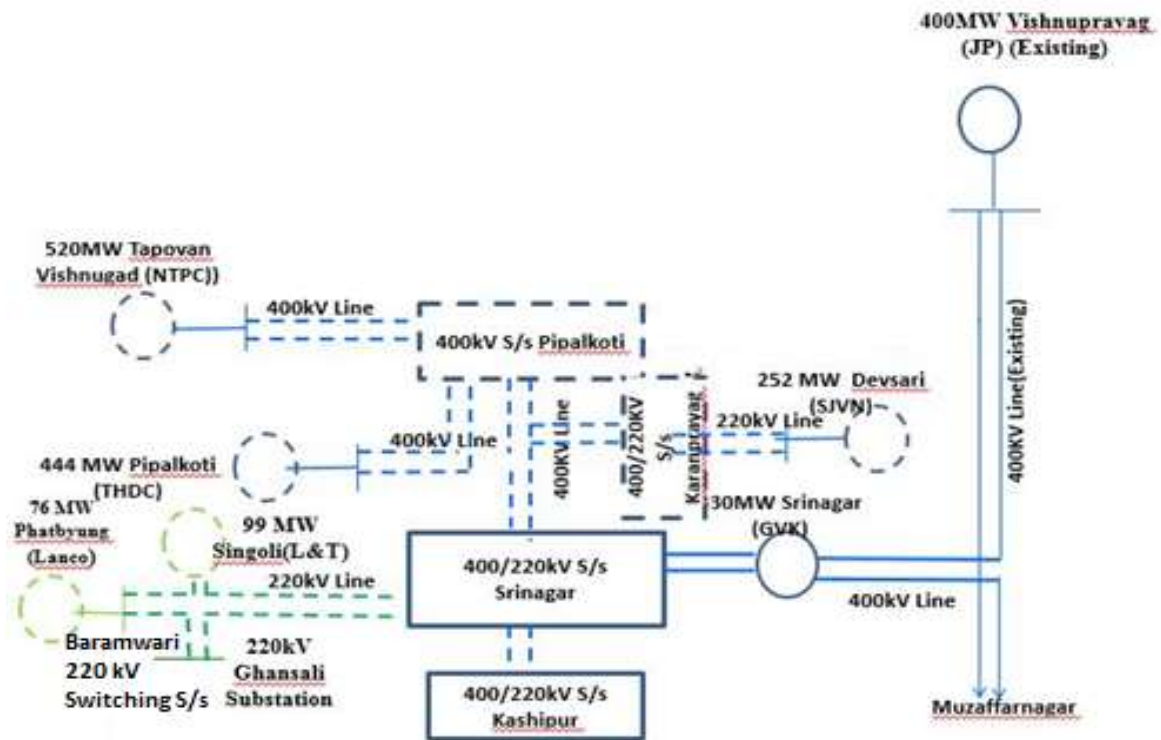 400MW Vishnupravag
(JP) (Existing)
520MW Tapovan
Vishnugad (NTPC))
400kV Line
400kV S/s Pipalkoti
252 MW Devsari
(SJVN)
220kV Line
400KV Line
400/220KV
S/s
Karanpravag
400KV Line(Existing)
400kV Line
444 MW Pipalkoti
(THDC)
76 MW
Phatbyung
(Lanco)
99 MW
Singoli(L&T)
220kV Line
30MW Srinagar
(GVK)
400/220kV S/s
Srinagar
400kV Line
Baramwari
220 kV
Switching S/s
220kV
Ghansali
Substation
400/220kV S/s
Kashipur
Muzaffarnagar